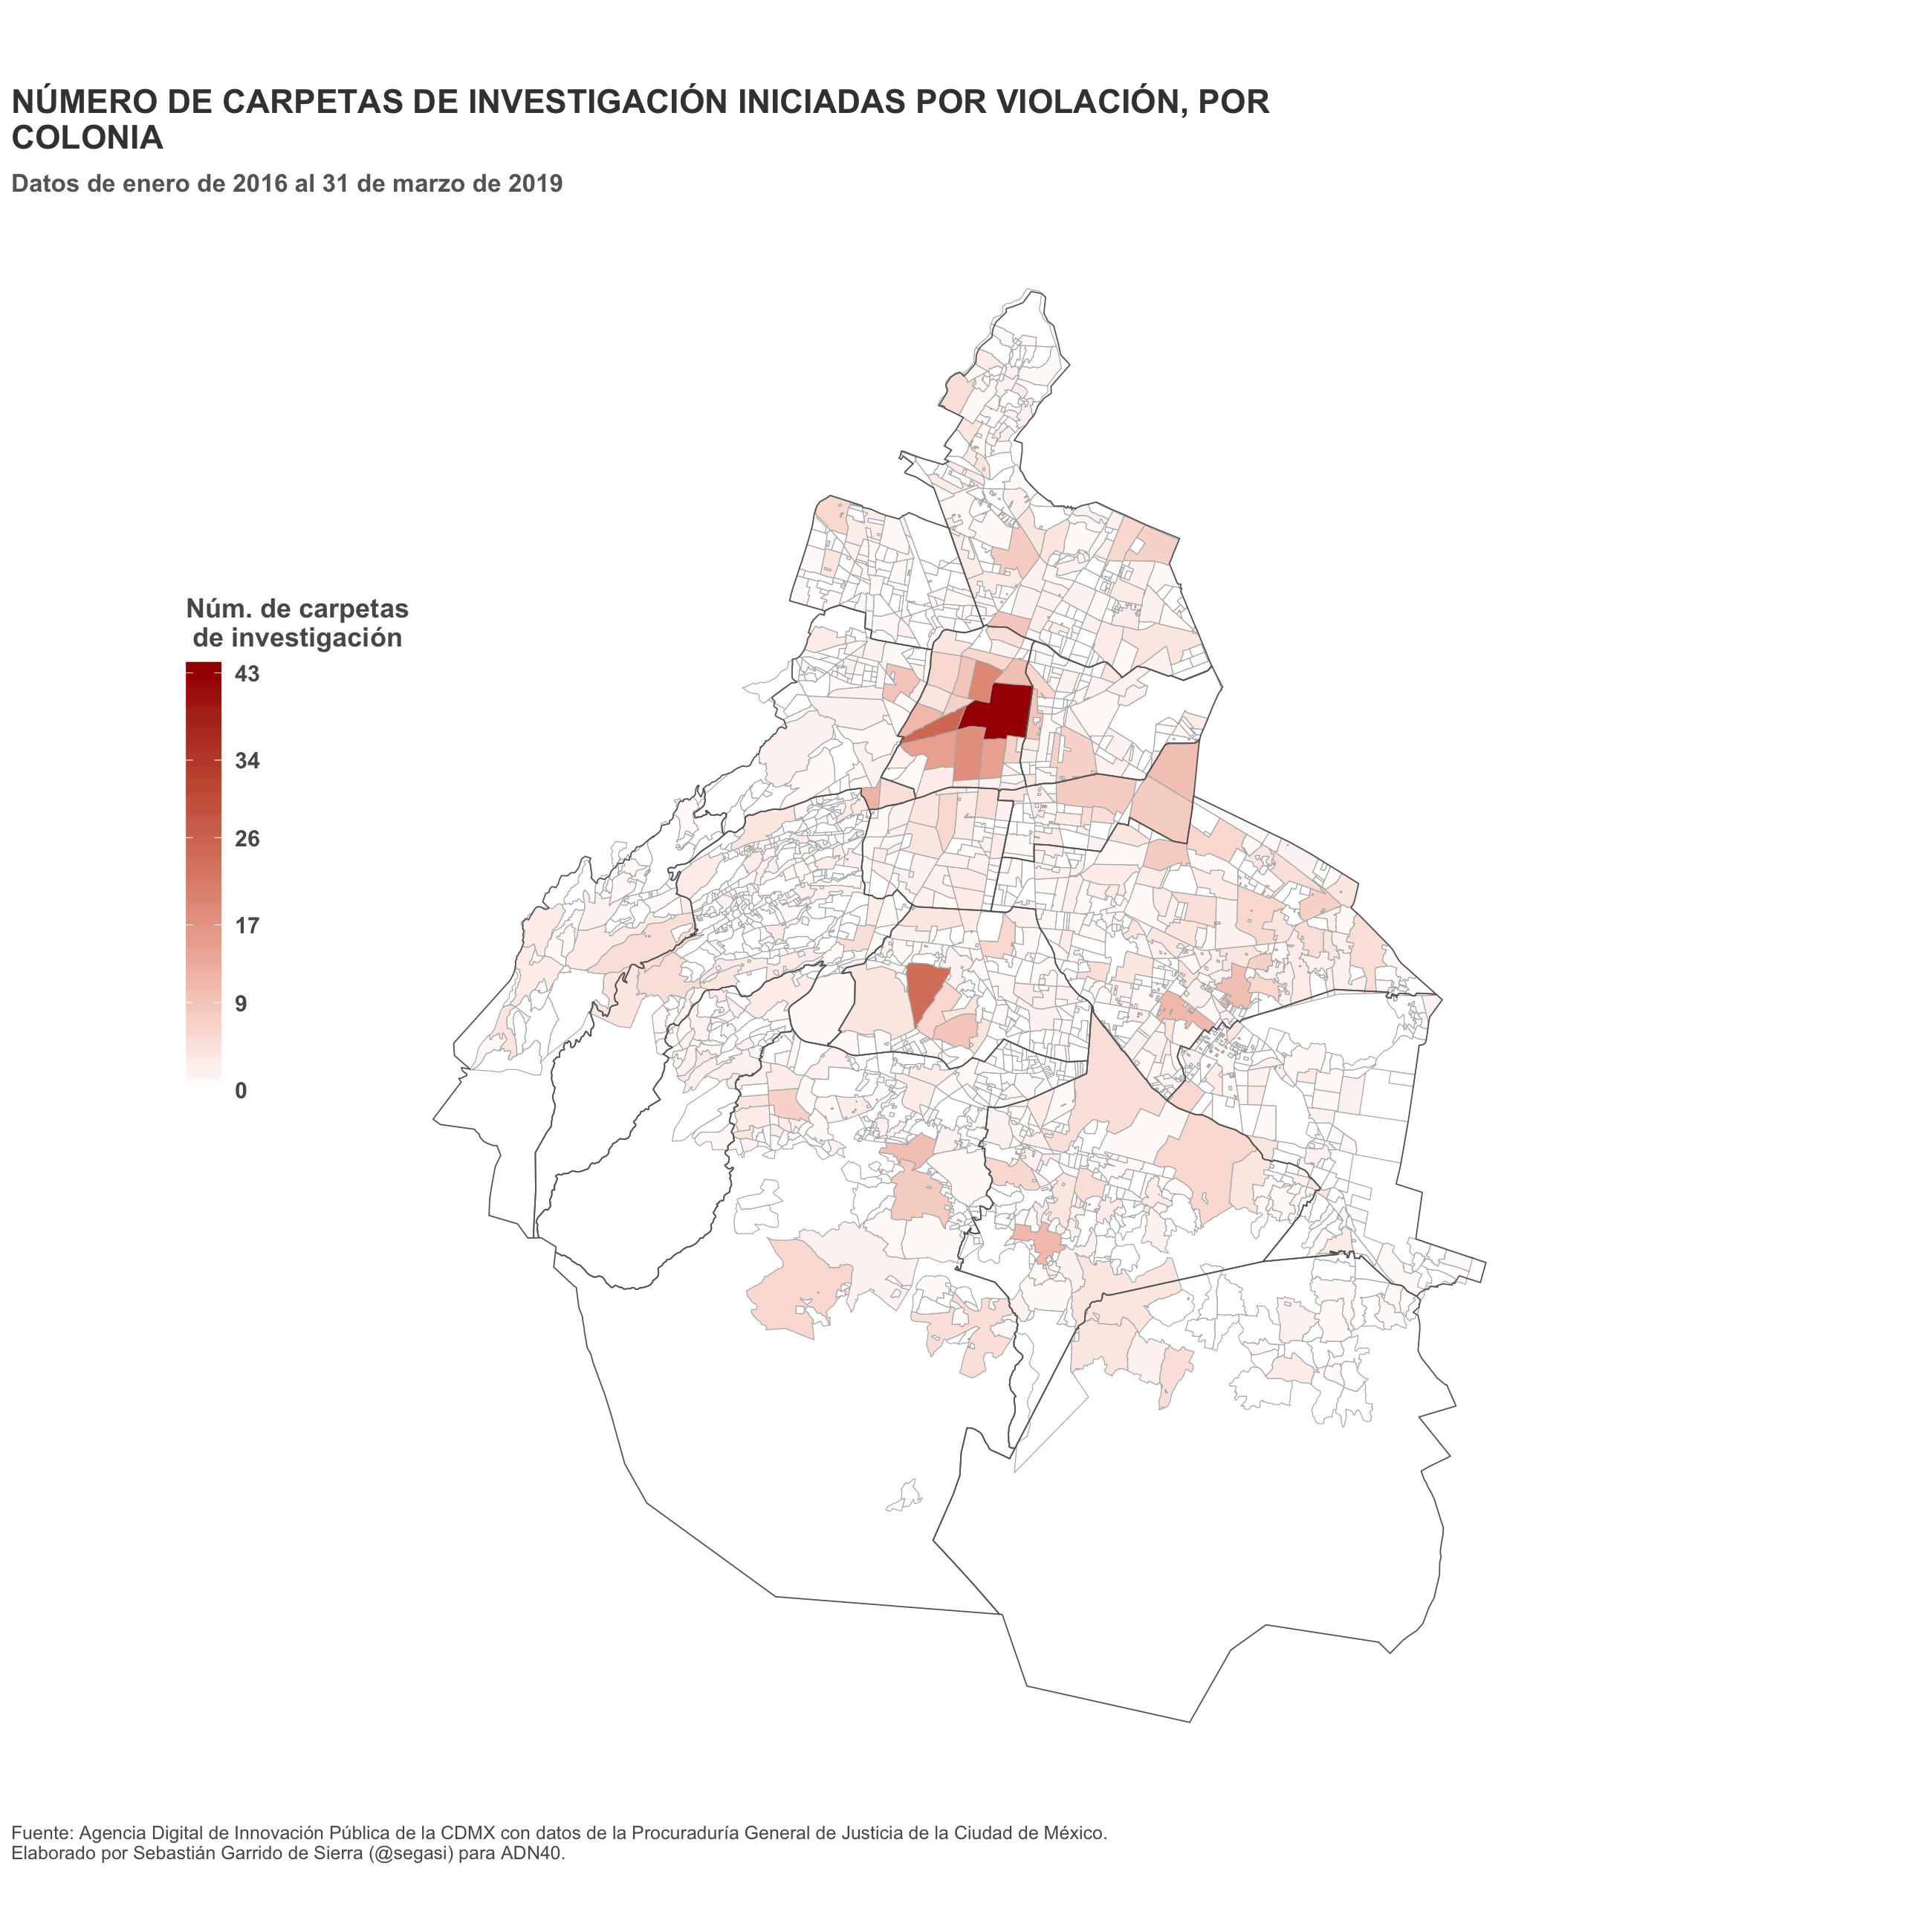 NÚMERO DE CARPETAS DE INVESTIGACIÓN INICIADAS POR VIOLACIÓN, POR
COLONIA
Datos de enero de 2016 al 31 de marzo de 2019
Núm. de carpetas
de investigación
43
34
26
17
9
0
Fuente: Agencia Digital de Innovación Pública de la CDMX con datos de la Procuraduría General de Justicia de la Ciudad de México.
Elaborado por Sebastián Garrido de Sierra (@segasi) para ADN40.